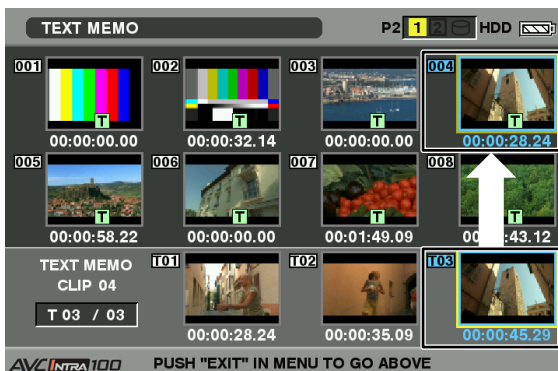 TEXT MEMO P2 1 2 HDD
001 002 003 004
T T T T
00:00:00.00 00:00:32.14 00:00:00.00 00:00:28.24
005 006 007 008
T T T
00:00:58.22 00:00:00.00 00:01:49.09 :43.12
TEXT MEMO
CLIP 04
T 03 / 03
T01 T02 T03
00:00:28.24 00:00:35.09 00:00:45.29
AVC INTRA 100 PUSH "EXIT" IN MENU TO GO ABOVE